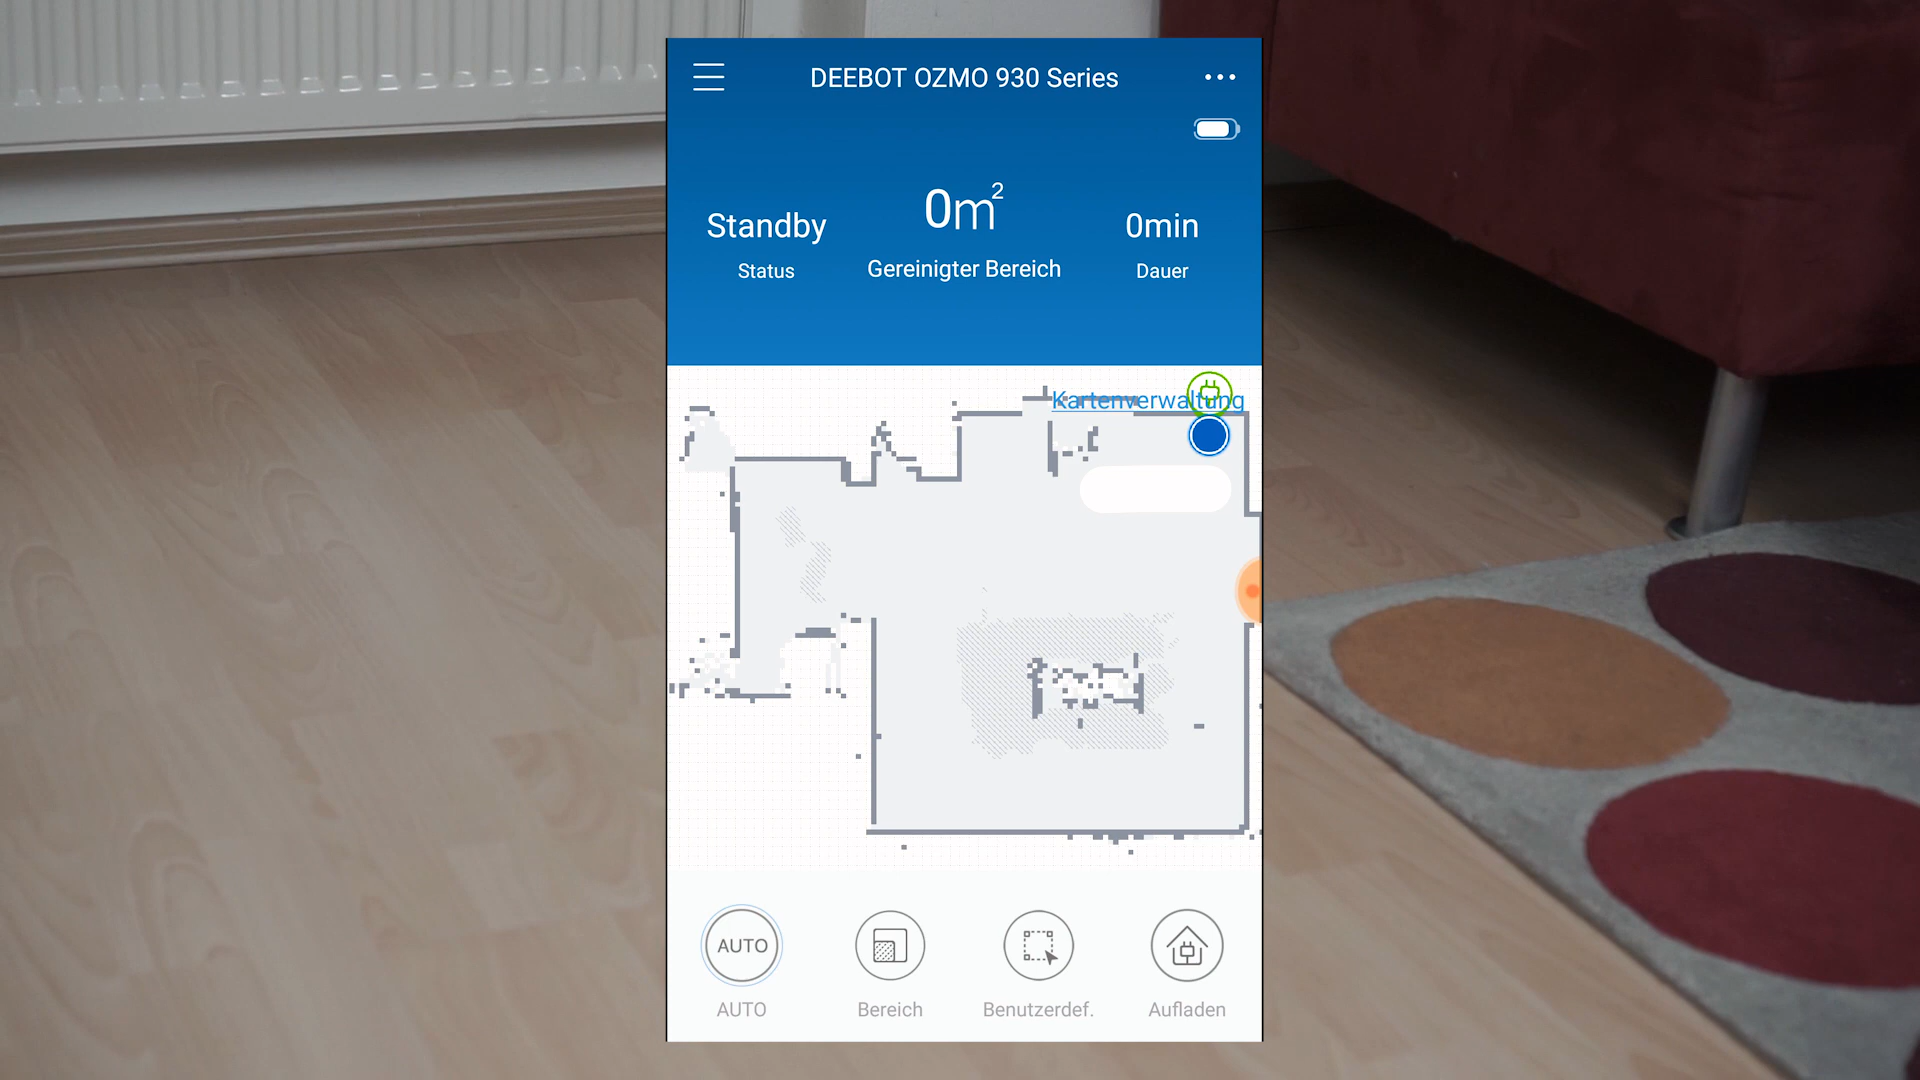 DEEBOT OZMO 930 Series
Standby
Status
0m²
Gereinigter Bereich
0min
Dauer
Kartenverwaltung
AUTO
AUTO
Bereich
Benutzerdef.
Aufladen